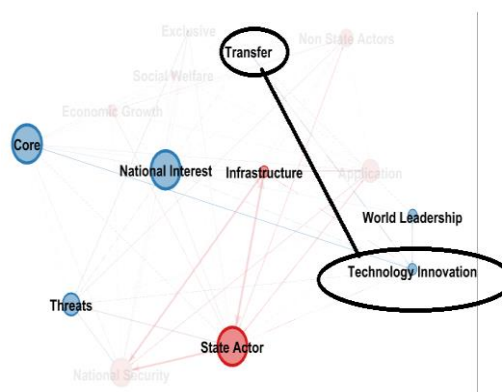 Exclusive
Transfer
Non State Actors
Social Welfare
Economic Growth
Core
National Interest
Infrastructure
Application
World Leadership
Technology Innovation
Threats
State Actor
National Security